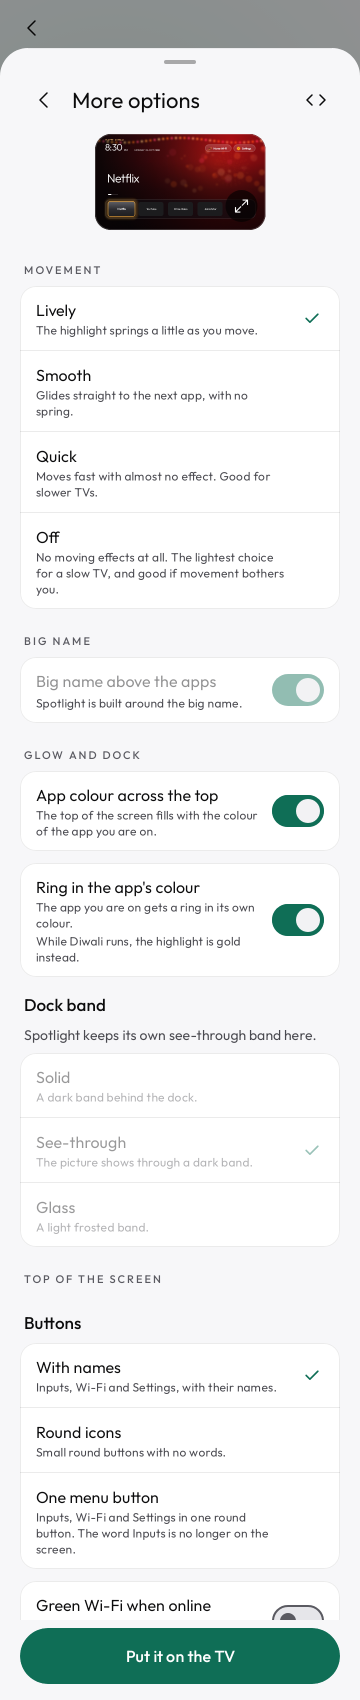 More options
8:30
Netflix
MOVEMENT
Lively
The highlight springs a little as you move.
Smooth
Glides straight to the next app, with no
spring.
Quick
Moves fast with almost no effect. Good for
slower TVs.
Off
No moving effects at all. The lightest choice
for a slow TV, and good if movement bothers
you.
BIG NAME
Big name above the apps
Spotlight is built around the big name.
GLOW AND DOCK
App colour across the top
The top of the screen fills with the colour
of the app you are on.
Ring in the app's colour
The app you are on gets a ring in its own
colour.
While Diwali runs, the highlight is gold
instead.
Dock band
Spotlight keeps its own see-through band here.
Solid
A dark band behind the dock.
See-through
The picture shows through a dark band.
Glass
A light frosted band.
TOP OF THE SCREEN
Buttons
With names
Inputs, Wi-Fi and Settings, with their names.
Round icons
Small round buttons with no words.
One menu button
Inputs, Wi-Fi and Settings in one round
button. The word Inputs is no longer on the
screen.
Green Wi-Fi when online
Put it on the TV